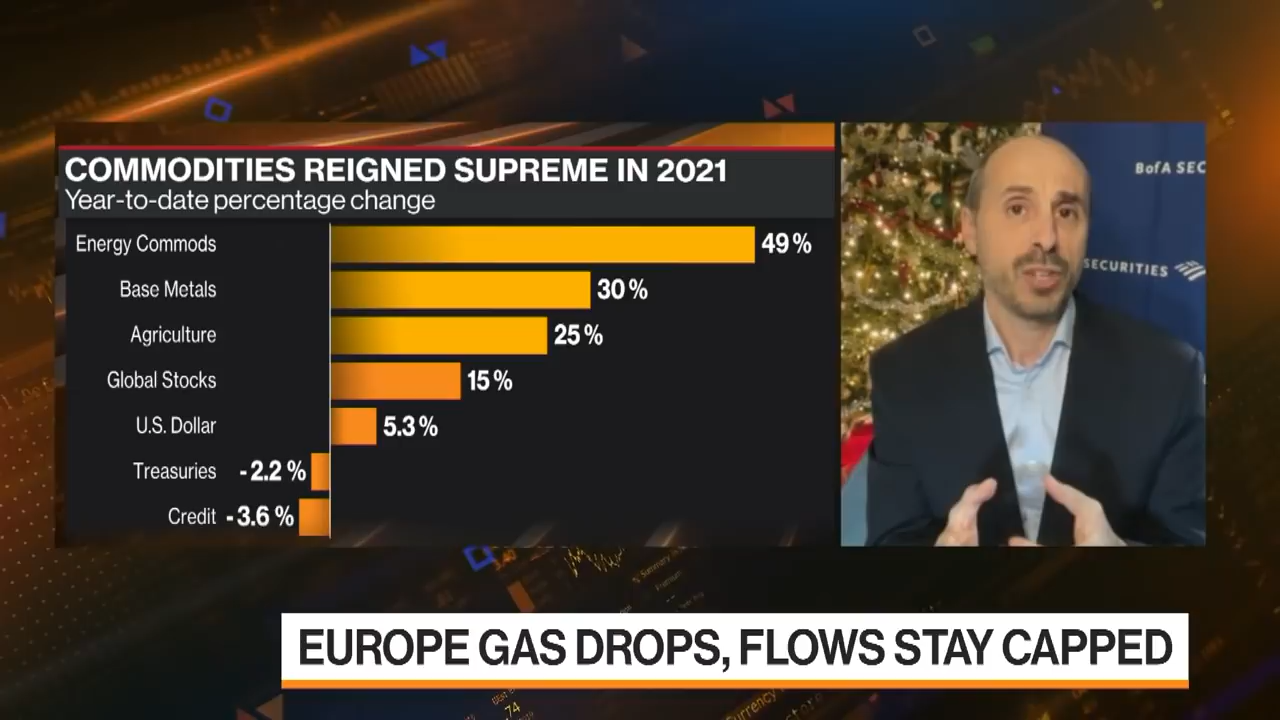 COMMODITIES REIGNED SUPREME IN 2021
Year-to-date percentage change
Energy Commods 49%
Base Metals 30%
Agriculture 25%
Global Stocks 15%
U.S. Dollar 5.3%
Treasuries -2.2%
Credit -3.6%
BofA SEC
SECURITIES
EUROPE GAS DROPS, FLOWS STAY CAPPED